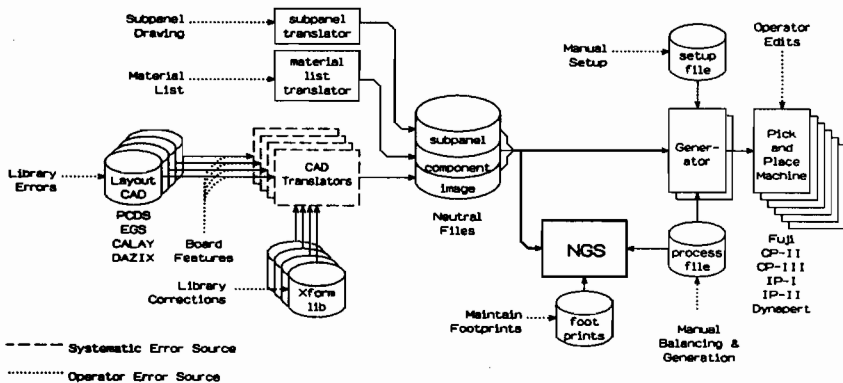 Subpanel
Drawing
subpanel
translator
Material
List
material
list
translator
Manual
Setup
setup
file
Operator
Edits
subpanel
component
image
Neutral
Files
Gener-
ator
Pick
and
Place
Machine
Library
Errors
Layout
CAD
PCDS
EGS
CALAY
DAZIX
Board
Features
CAD
Translators
Library
Corrections
Xform
lib
NGS
process
file
Fuji
CP-II
CP-III
IP-I
IP-II
Dynapert
Maintain
Footprints
foot
prints
Manual
Balancing &
Generation
Systematic Error Source
Operator Error Source